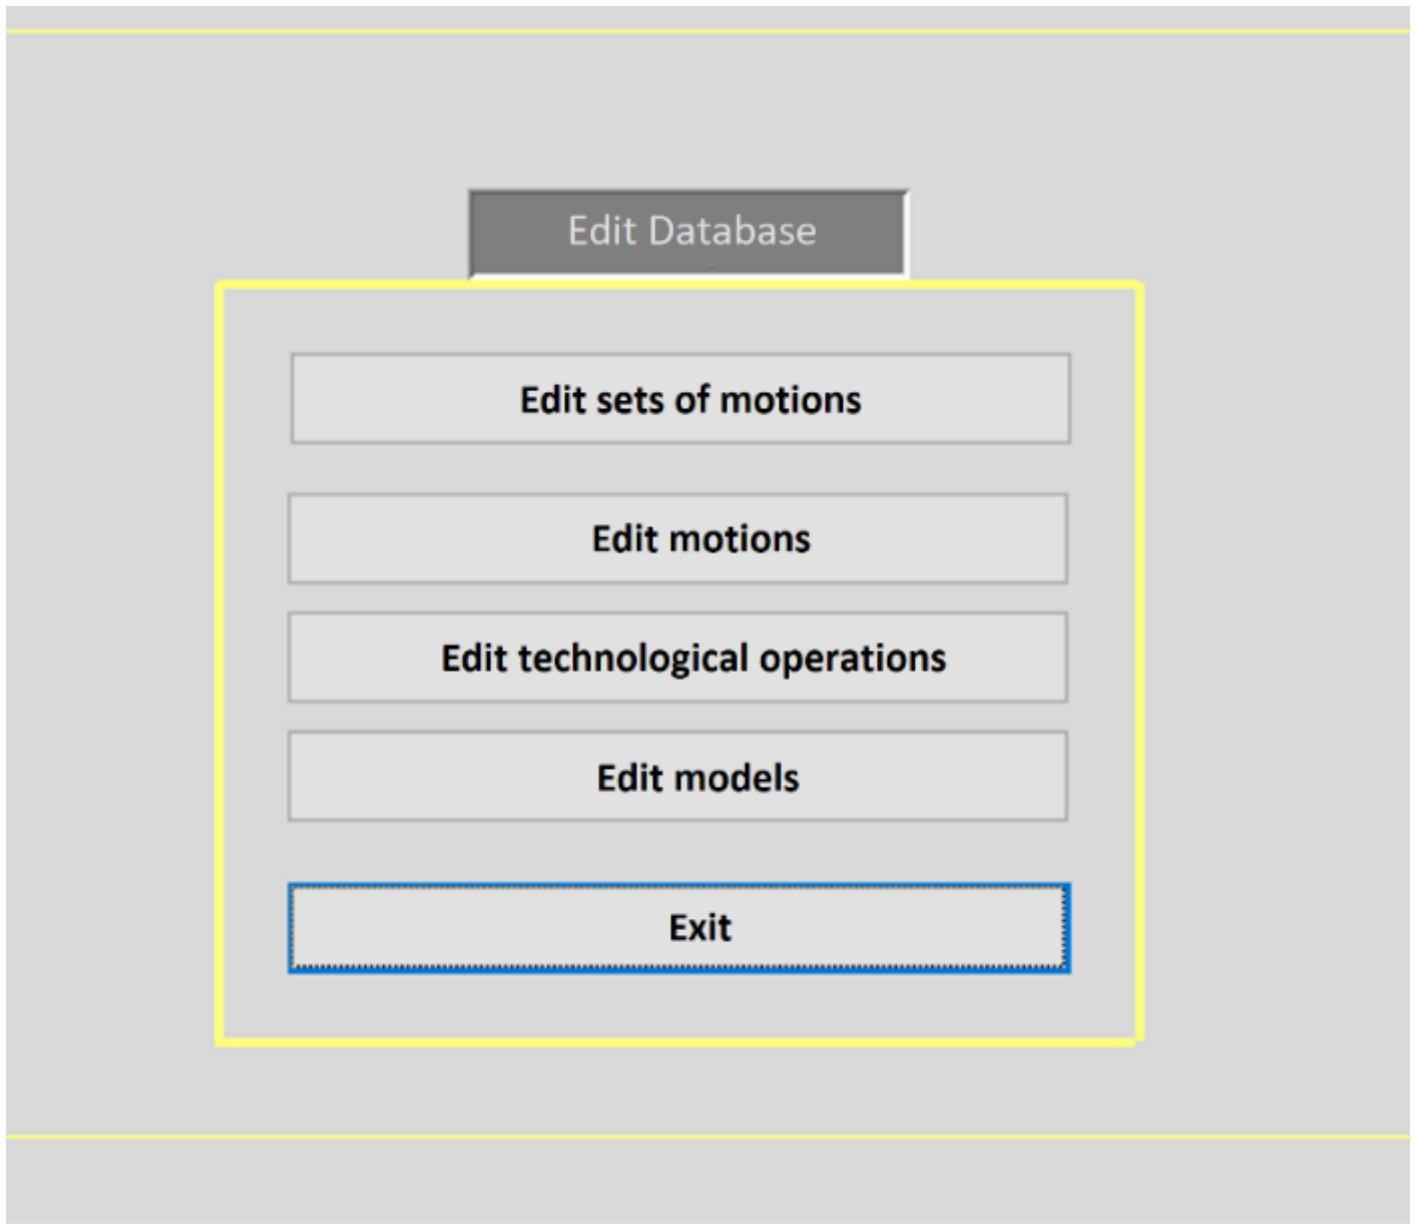 Edit Database
Edit sets of motions
Edit motions
Edit technological operations
Edit models
Exit